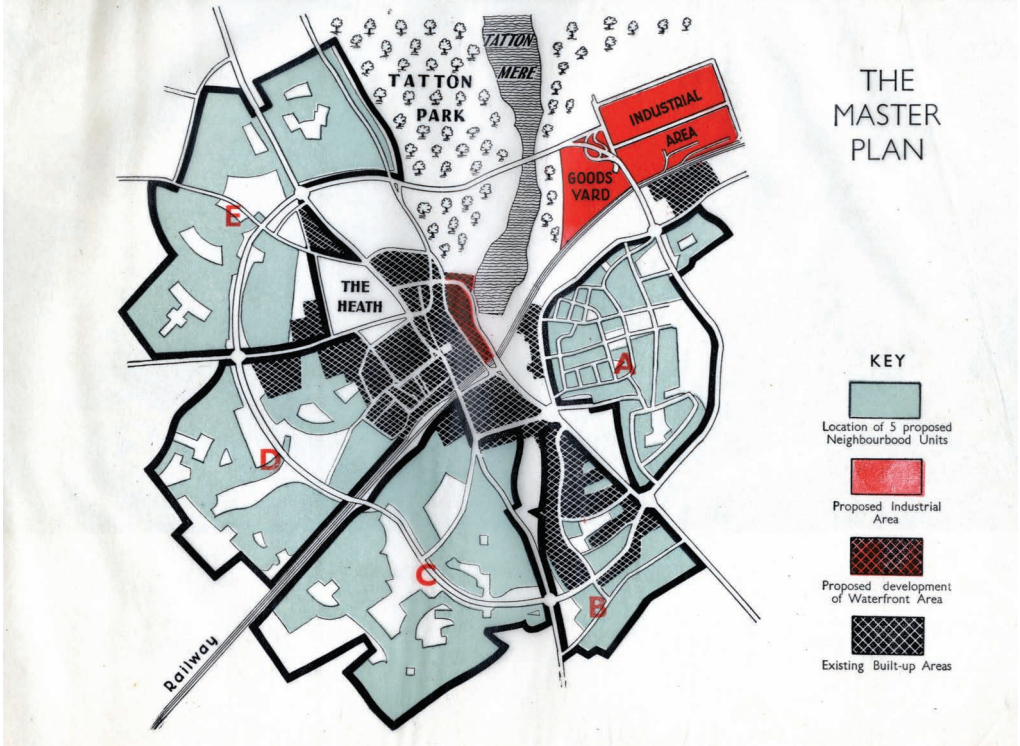 THE
MASTER
PLAN
TATTON
MERE
TATTON
PARK
INDUSTRIAL
AREA
GOODS
YARD
E
THE
HEATH
A
D
C
B
Railway
KEY
Location of 5 proposed
Neighbourbood Units
Proposed Industrial
Area
Proposed development
of Waterfront Area
Existing Built-up Areas